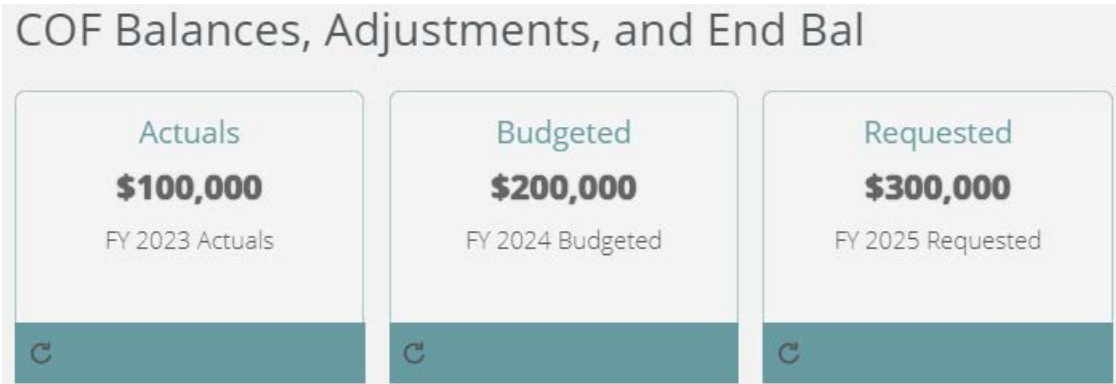 COF Balances, Adjustments, and End Bal
Actuals
$100,000
FY 2023 Actuals
Budgeted
$200,000
FY 2024 Budgeted
Requested
$300,000
FY 2025 Requested